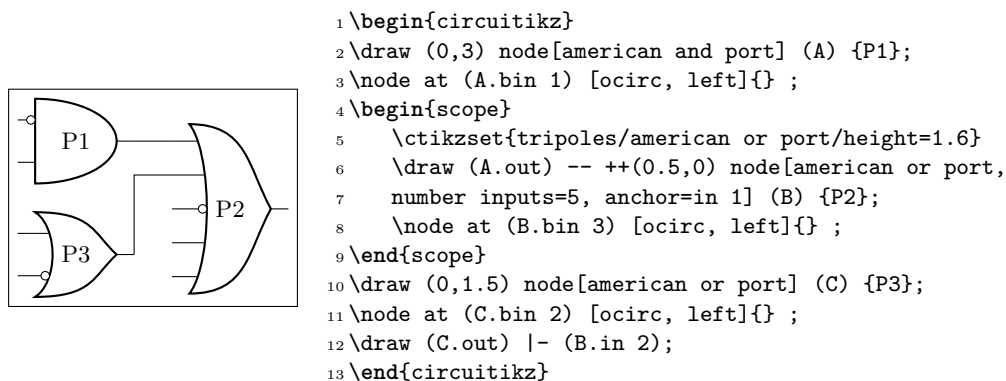 P1
P2
P3
1 \begin{circuitikz}
2 \draw (0,3) node[american and port] (A) {P1};
3 \node at (A.bin 1) [ocirc, left]{} ;
4 \begin{scope}
5     \ctikzset{tripoles/american or port/height=1.6}
6     \draw (A.out) -- ++(0.5,0) node[american or port,
7     number inputs=5, anchor=in 1] (B) {P2};
8     \node at (B.bin 3) [ocirc, left]{} ;
9 \end{scope}
10 \draw (0,1.5) node[american or port] (C) {P3};
11 \node at (C.bin 2) [ocirc, left]{} ;
12 \draw (C.out) |- (B.in 2);
13 \end{circuitikz}